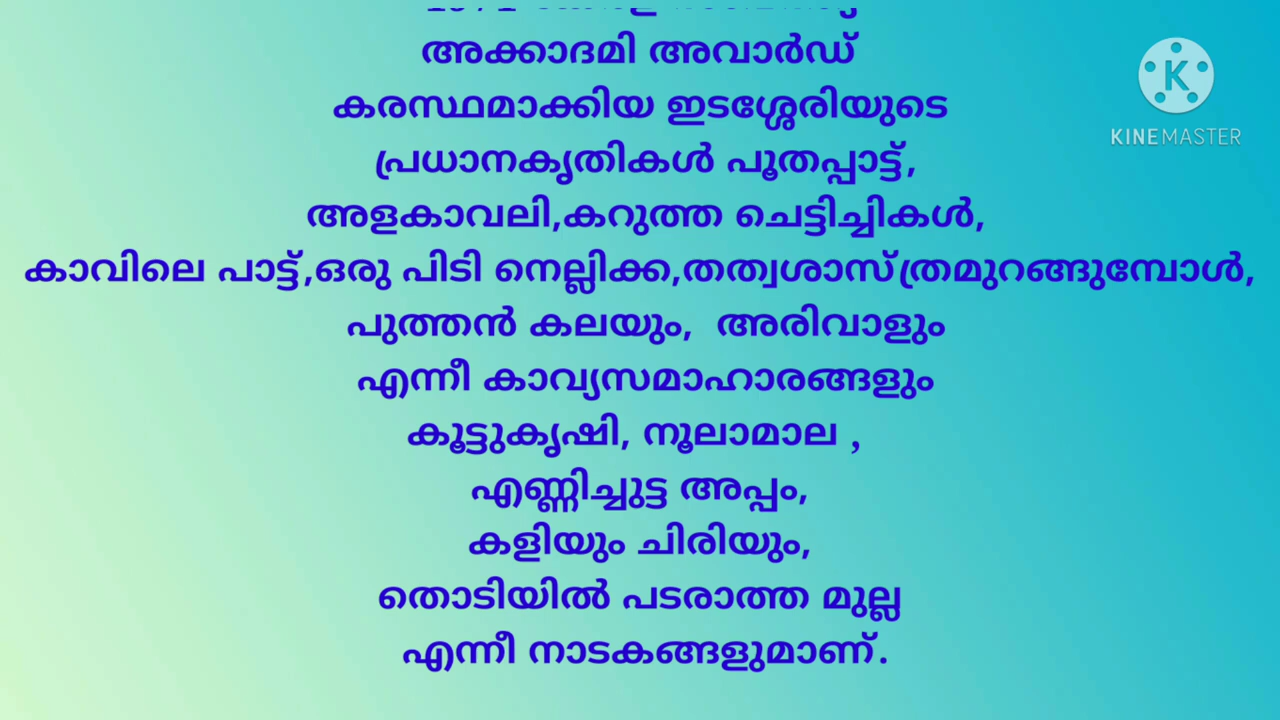 അക്കാദമി അവാർഡ്
കരസ്ഥമാക്കിയ ഇടശ്ശേരിയുടെ
പ്രധാനകൃതികൾ പൂതപ്പാട്ട്,
അളകാവലി,കറുത്ത ചെട്ടിച്ചികൾ,
കാവിലെ പാട്ട്,ഒരു പിടി നെല്ലിക്ക,തത്വശാസ്ത്രമുറങ്ങുമ്പോൾ,
പുത്തൻ കലയും, അരിവാളും
എന്നീ കാവ്യസമാഹാരങ്ങളും
കൂട്ടുകൃഷി, നൂലാമാല ,
എണ്ണിച്ചുട്ട അപ്പം,
കളിയും ചിരിയും,
തൊടിയിൽ പടരാത്ത മുല്ല
എന്നീ നാടകങ്ങളുമാണ്.
K
KINEMASTER